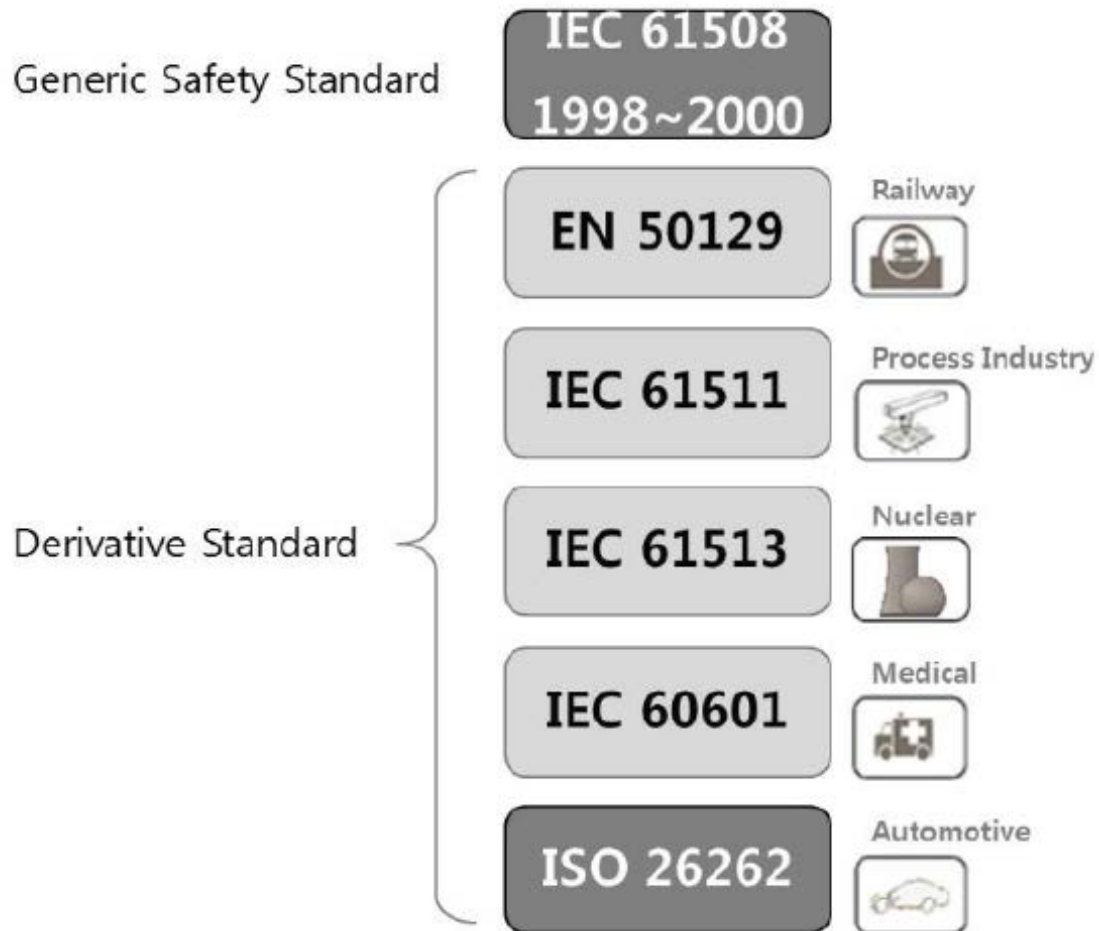 IEC 61508
Generic Safety Standard
1998~2000
EN 50129
Railway
IEC 61511
Process Industry
Derivative Standard
IEC 61513
Nuclear
IEC 60601
Medical
ISO 26262
Automotive